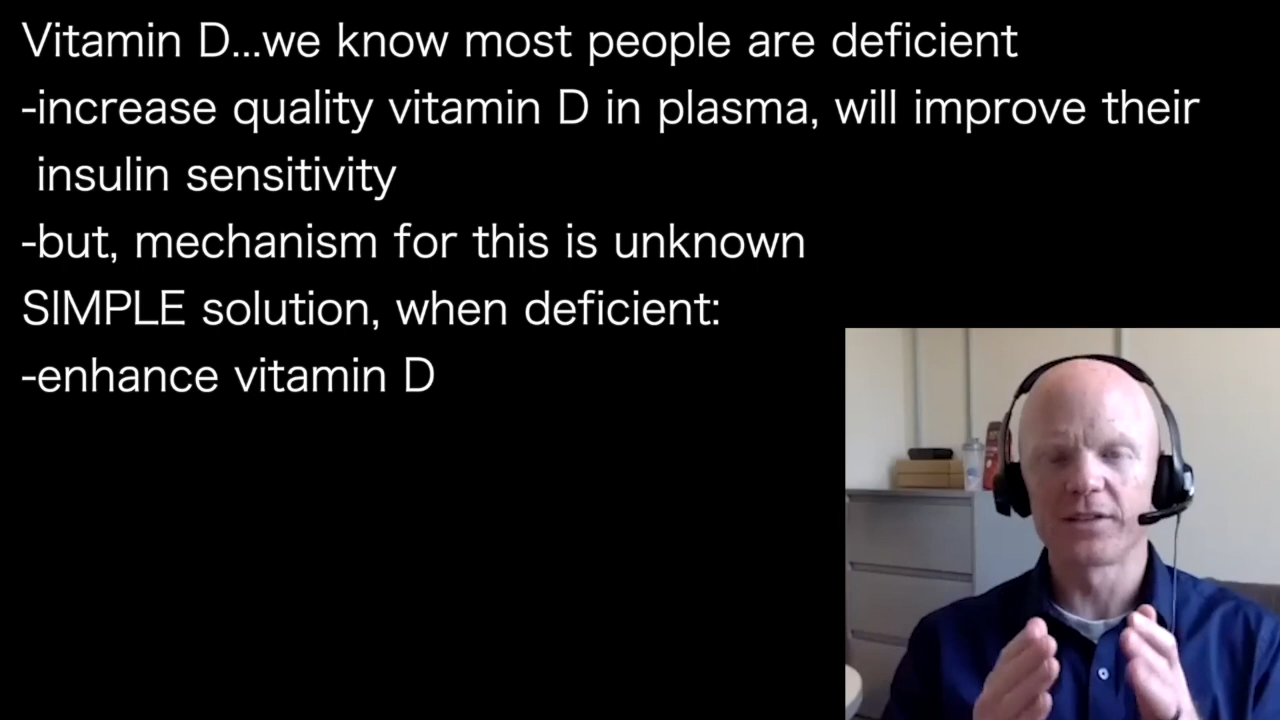 Vitamin D...we know most people are deficient
-increase quality vitamin D in plasma, will improve their
insulin sensitivity
-but, mechanism for this is unknown
SIMPLE solution, when deficient:
-enhance vitamin D